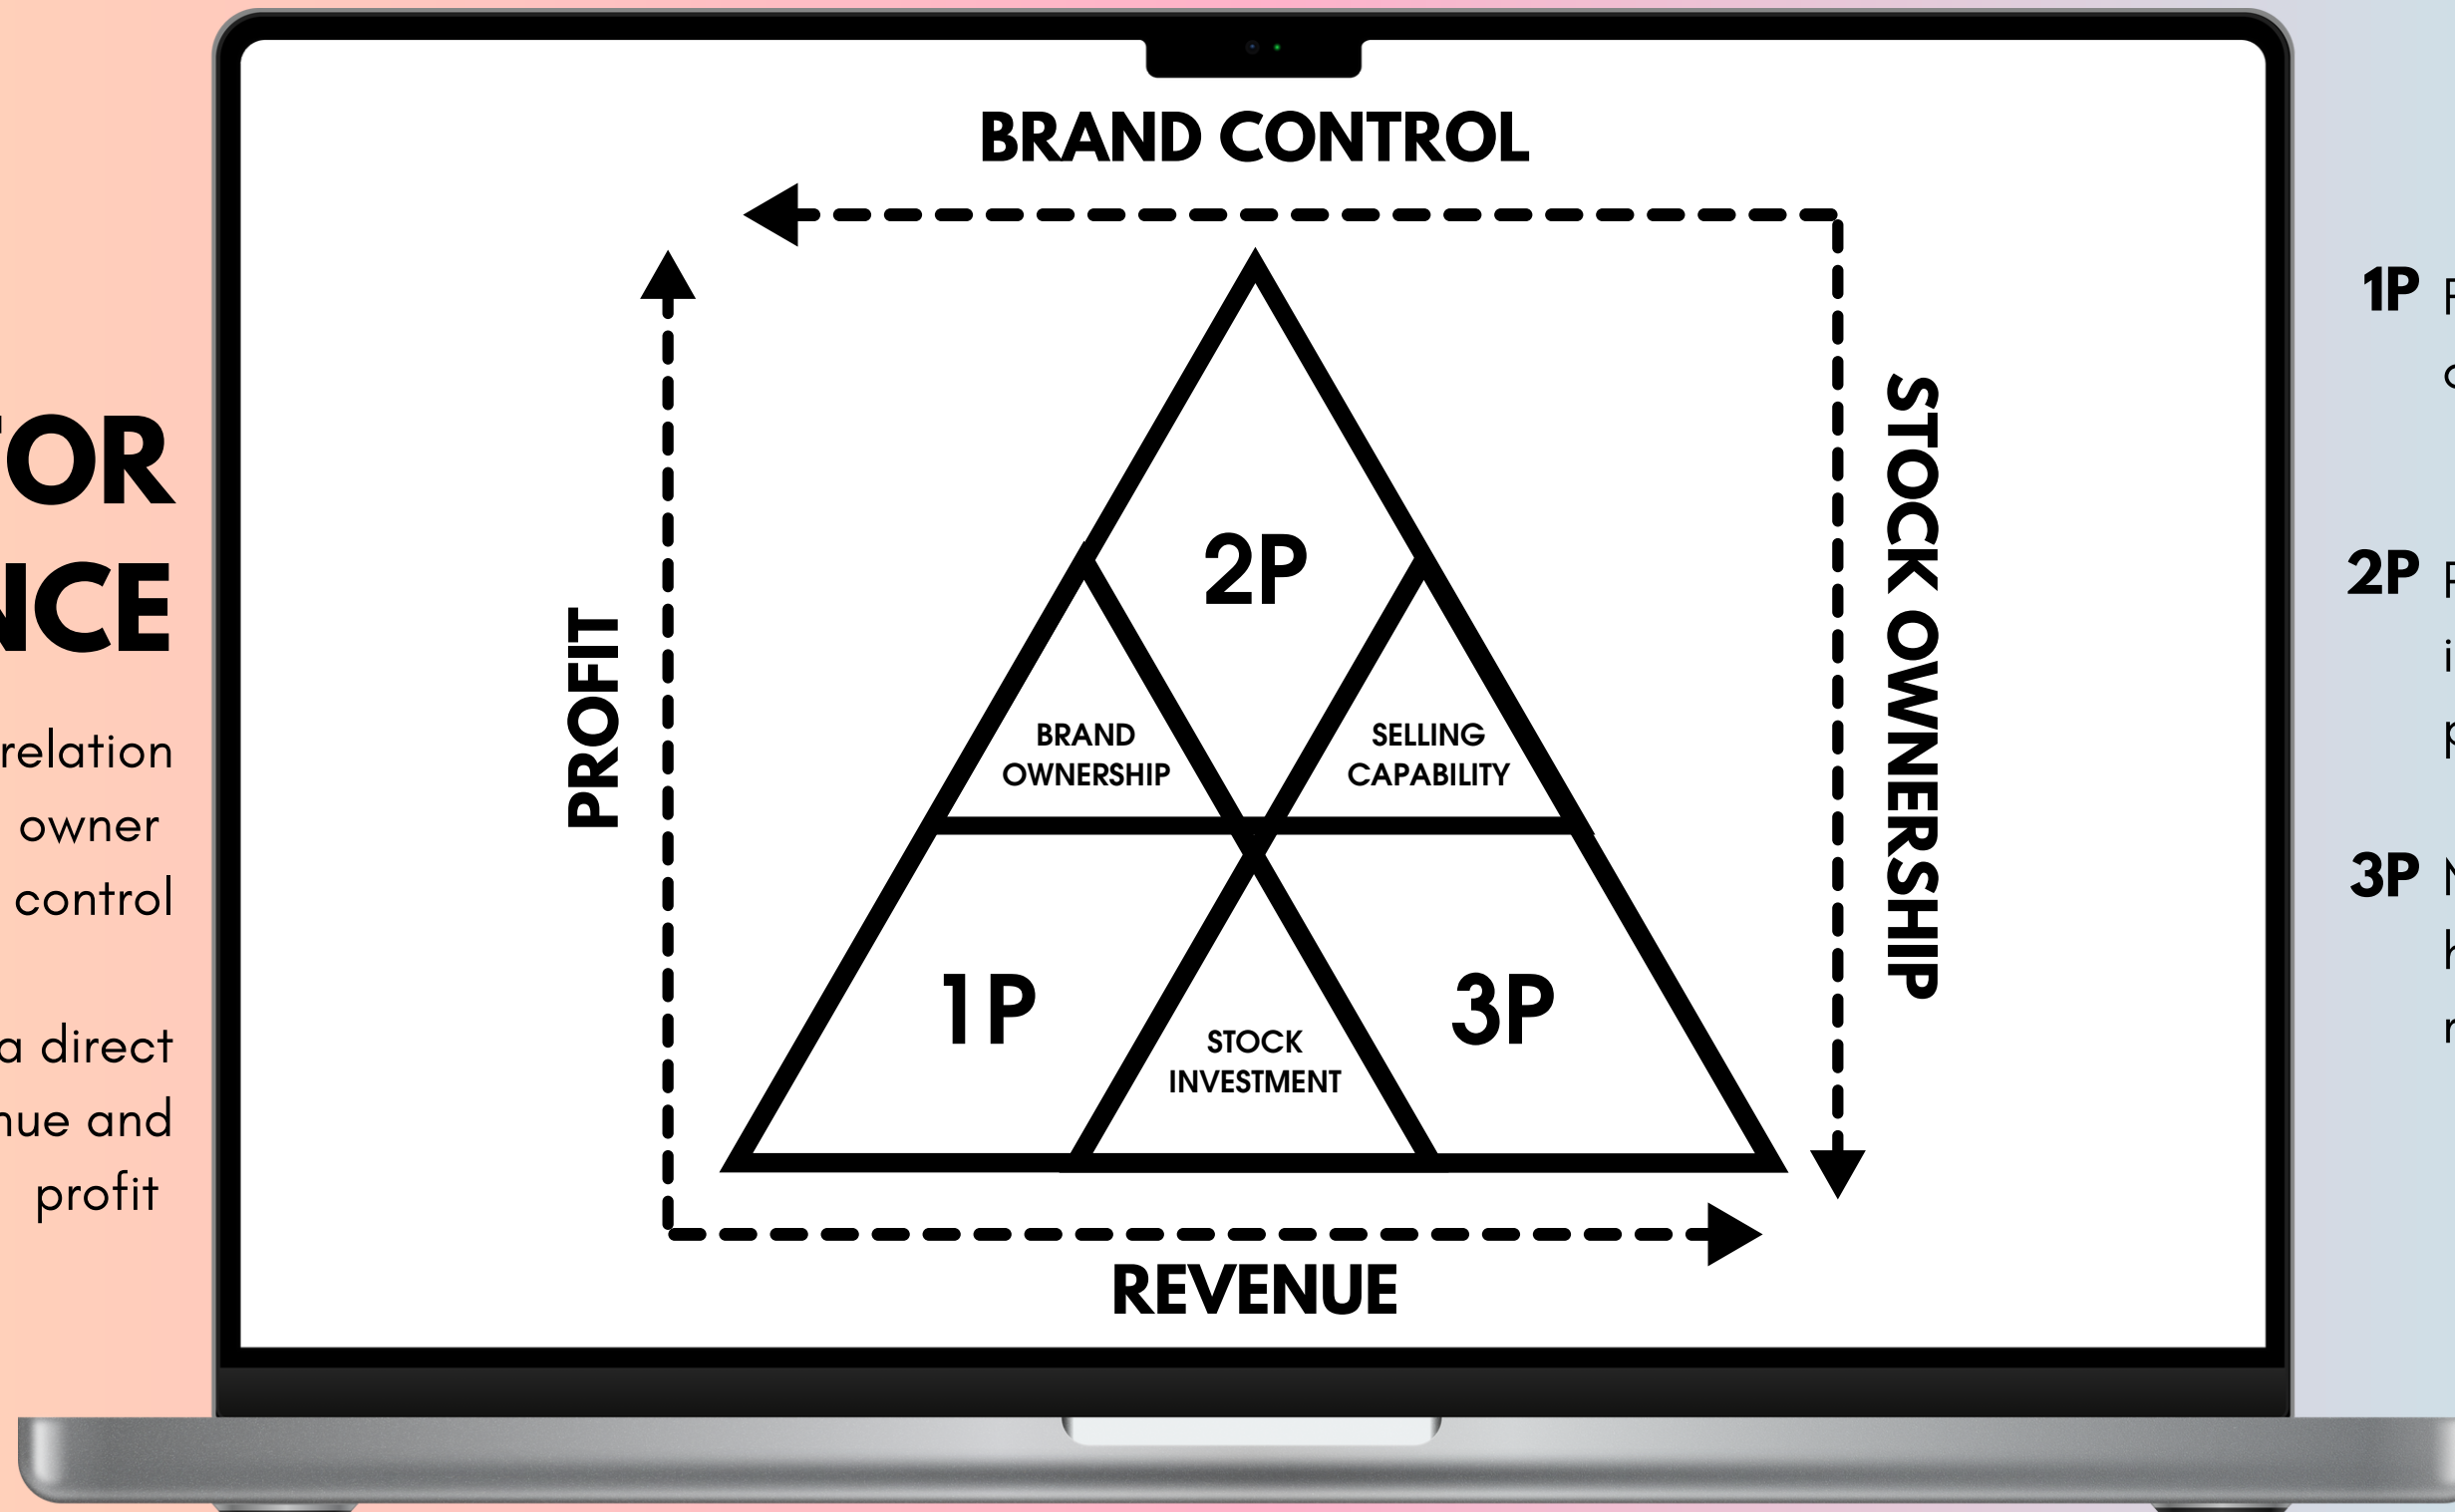 BRAND CONTROL
PROFIT
STOCK OWNERSHIP
REVENUE
2P
BRAND
OWNERSHIP
SELLING
CAPABILITY
1P
STOCK
INVESTMENT
3P
relation
owner
control
a direct
and
profit
1P
2P
3P